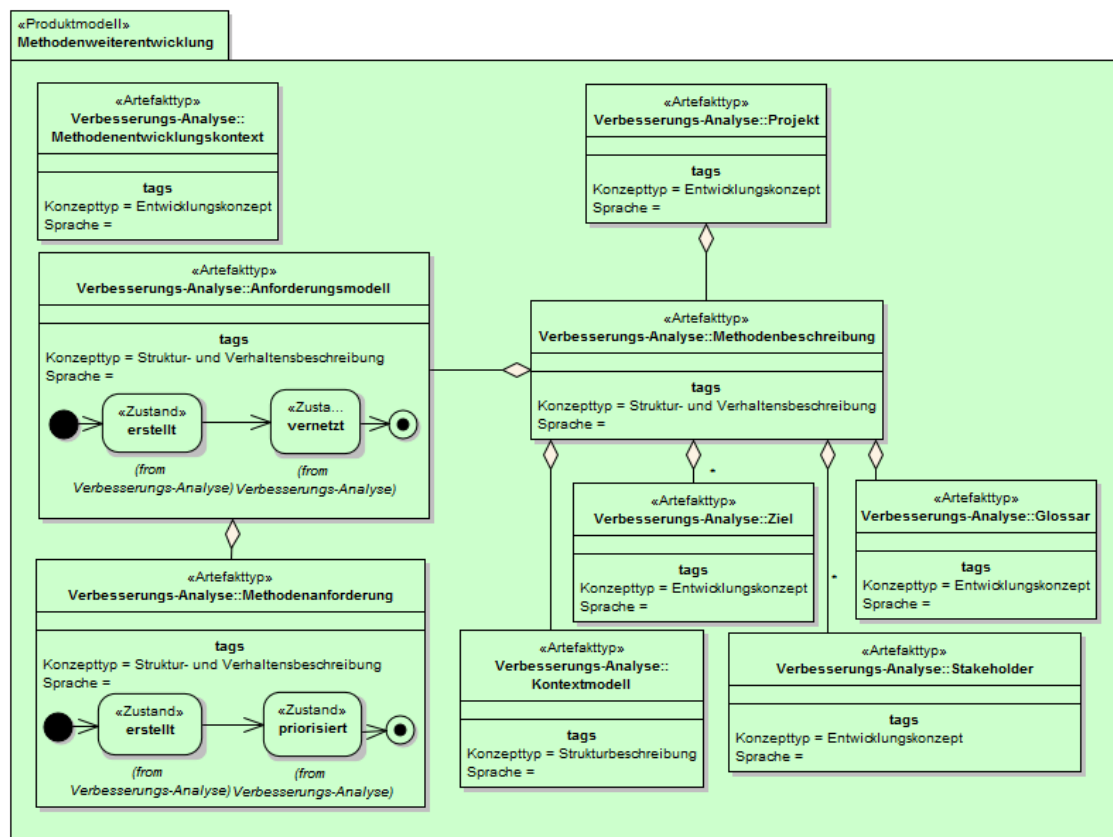 «Produktmodell»
Methodenweiterentwicklung
«Artefakttyp»
Verbesserungs-Analyse::
Methodenentwicklungskontext
tags
Konzepttyp = Entwicklungskonzept
Sprache =
«Artefakttyp»
Verbesserungs-Analyse::Projekt
tags
Konzepttyp = Entwicklungskonzept
Sprache =
«Artefakttyp»
Verbesserungs-Analyse::Anforderungsmodell
tags
Konzepttyp = Struktur- und Verhaltensbeschreibung
Sprache =
«Zustand»
erstellt
(from
Verbesserungs-Analyse)
«Zusta...
vernetzt
(from
Verbesserungs-Analyse)
«Artefakttyp»
Verbesserungs-Analyse::Methodenbeschreibung
tags
Konzepttyp = Struktur- und Verhaltensbeschreibung
Sprache =
*
«Artefakttyp»
Verbesserungs-Analyse::Ziel
tags
Konzepttyp = Entwicklungskonzept
Sprache =
«Artefakttyp»
Verbesserungs-Analyse::Glossar
tags
Konzepttyp = Entwicklungskonzept
Sprache =
*
«Artefakttyp»
Verbesserungs-Analyse::Methodenanforderung
tags
Konzepttyp = Struktur- und Verhaltensbeschreibung
Sprache =
«Zustand»
erstellt
(from
Verbesserungs-Analyse)
«Zustand»
priorisiert
(from
Verbesserungs-Analyse)
«Artefakttyp»
Verbesserungs-Analyse::
Kontextmodell
tags
Konzepttyp = Strukturbeschreibung
Sprache =
«Artefakttyp»
Verbesserungs-Analyse::Stakeholder
tags
Konzepttyp = Entwicklungskonzept
Sprache =